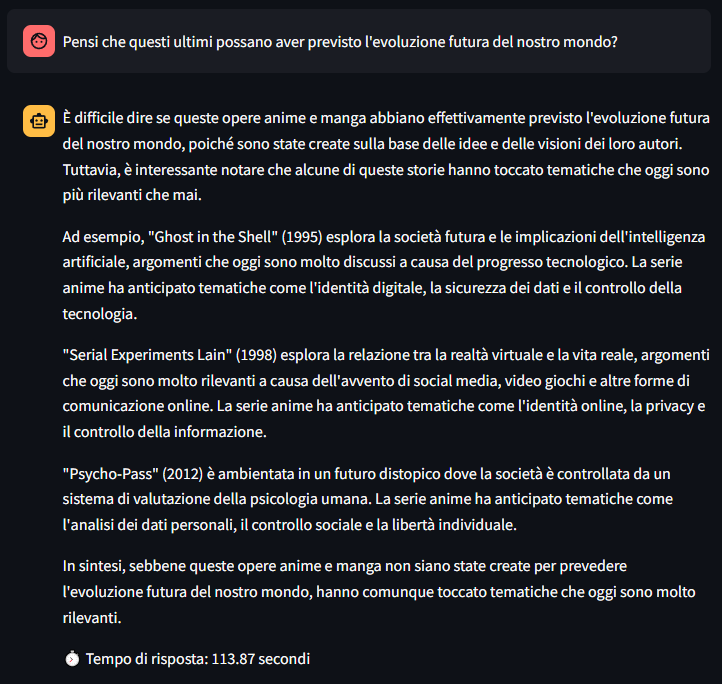 Pensi che questi ultimi possano aver previsto l'evoluzione futura del nostro mondo?
È difficile dire se queste opere anime e manga abbiano effettivamente previsto l'evoluzione futura
del nostro mondo, poiché sono state create sulla base delle idee e delle visioni dei loro autori.
Tuttavia, è interessante notare che alcune di queste storie hanno toccato tematiche che oggi sono
più rilevanti che mai.
Ad esempio, "Ghost in the Shell" (1995) esplora la società futura e le implicazioni dell'intelligenza
artificiale, argomenti che oggi sono molto discussi a causa del progresso tecnologico. La serie
anime ha anticipato tematiche come l'identità digitale, la sicurezza dei dati e il controllo della
tecnologia.
"Serial Experiments Lain" (1998) esplora la relazione tra la realtà virtuale e la vita reale, argomenti
che oggi sono molto rilevanti a causa dell'avvento di social media, video giochi e altre forme di
comunicazione online. La serie anime ha anticipato tematiche come l'identità online, la privacy e
il controllo della informazione.
"Psycho-Pass" (2012) è ambientata in un futuro distopico dove la società è controllata da un
sistema di valutazione della psicologia umana. La serie anime ha anticipato tematiche come
l'analisi dei dati personali, il controllo sociale e la libertà individuale.
In sintesi, sebbene queste opere anime e manga non siano state create per prevedere
l'evoluzione futura del nostro mondo, hanno comunque toccato tematiche che oggi sono molto
rilevanti.
Tempo di risposta: 113.87 secondi